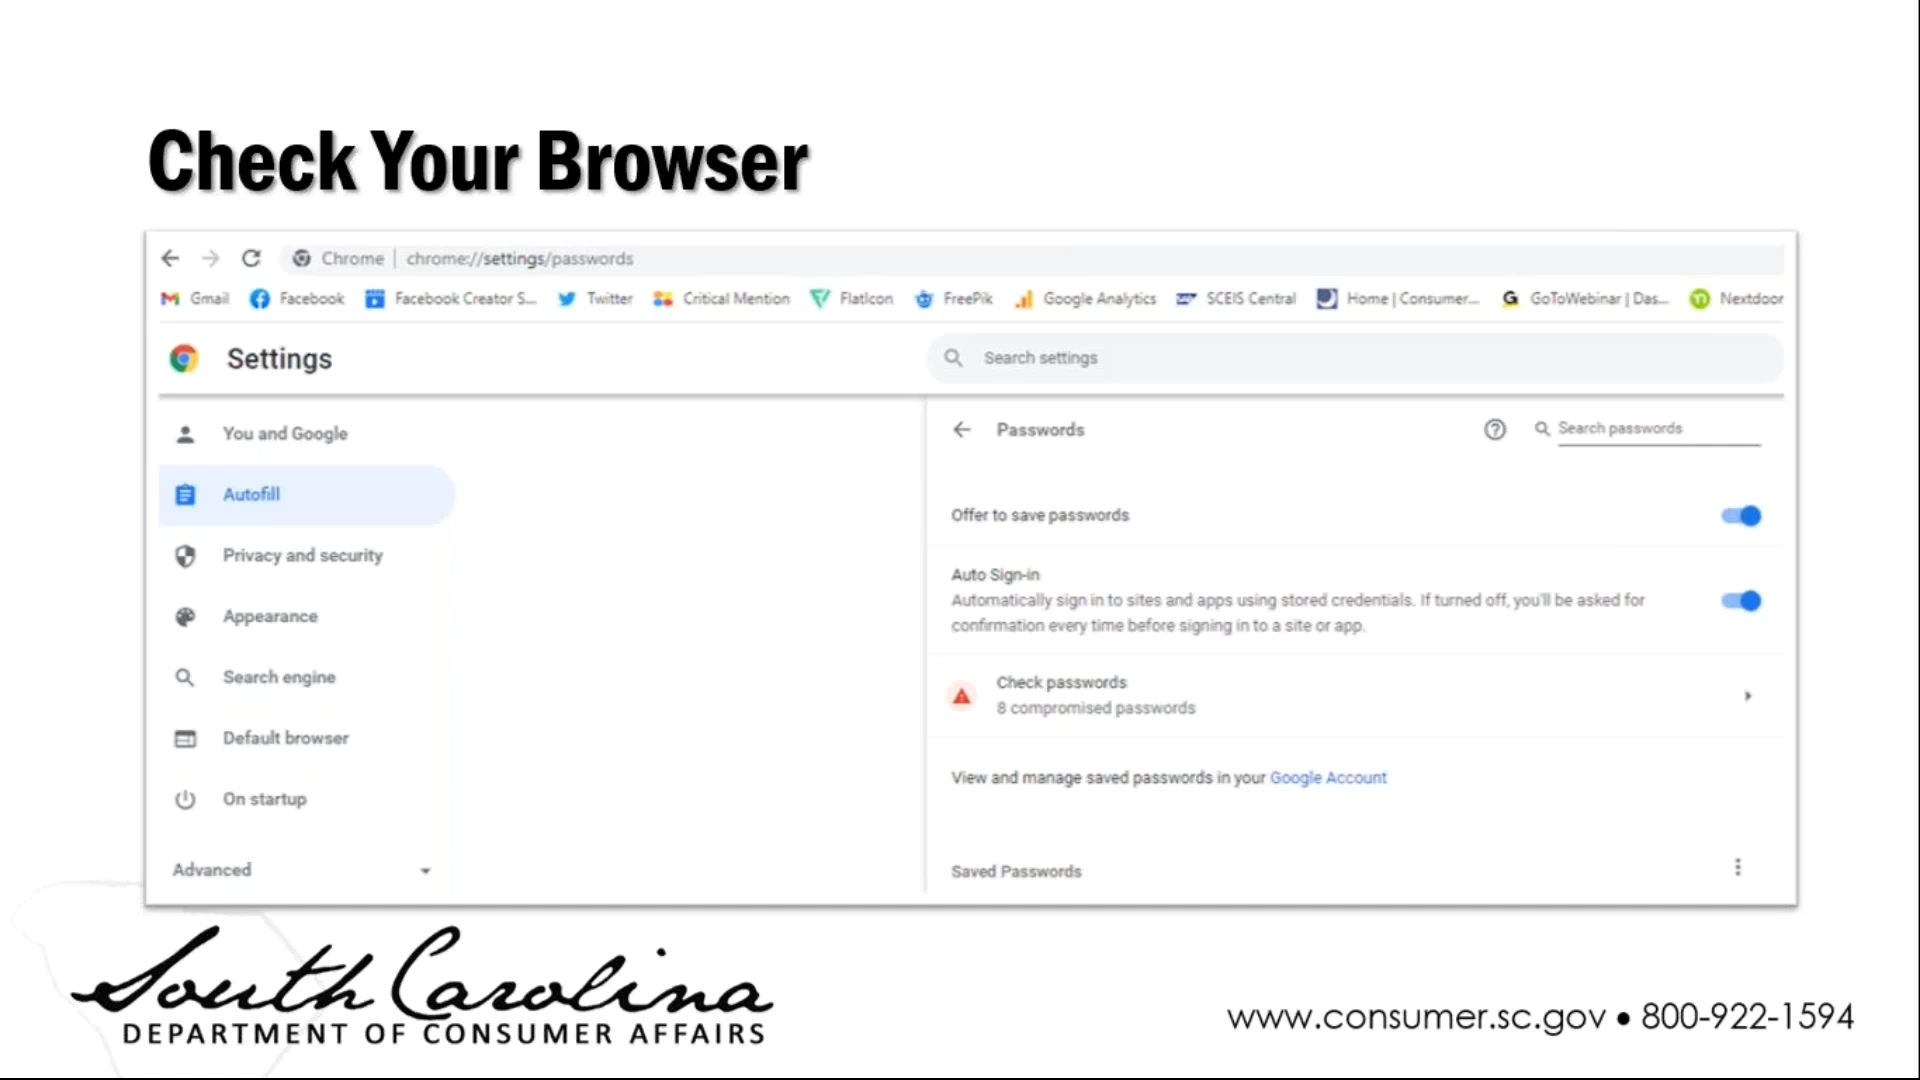 Check Your Browser
Chrome | chrome://settings/passwords
Gmail Facebook Facebook Creator S... Twitter Critical Mention FlatIcon FreePik Google Analytics SCEIS Central Home | Consumer... GoToWebinar | Das... Nextdoor
Settings
Search settings
You and Google
Autofill
Privacy and security
Appearance
Search engine
Default browser
On startup
Advanced
Passwords
Search passwords
Offer to save passwords
Auto Sign-in
Automatically sign in to sites and apps using stored credentials. If turned off, you'll be asked for
confirmation every time before signing in to a site or app.
Check passwords
8 compromised passwords
View and manage saved passwords in your Google Account
Saved Passwords
South Carolina
DEPARTMENT OF CONSUMER AFFAIRS
www.consumer.sc.gov • 800-922-1594